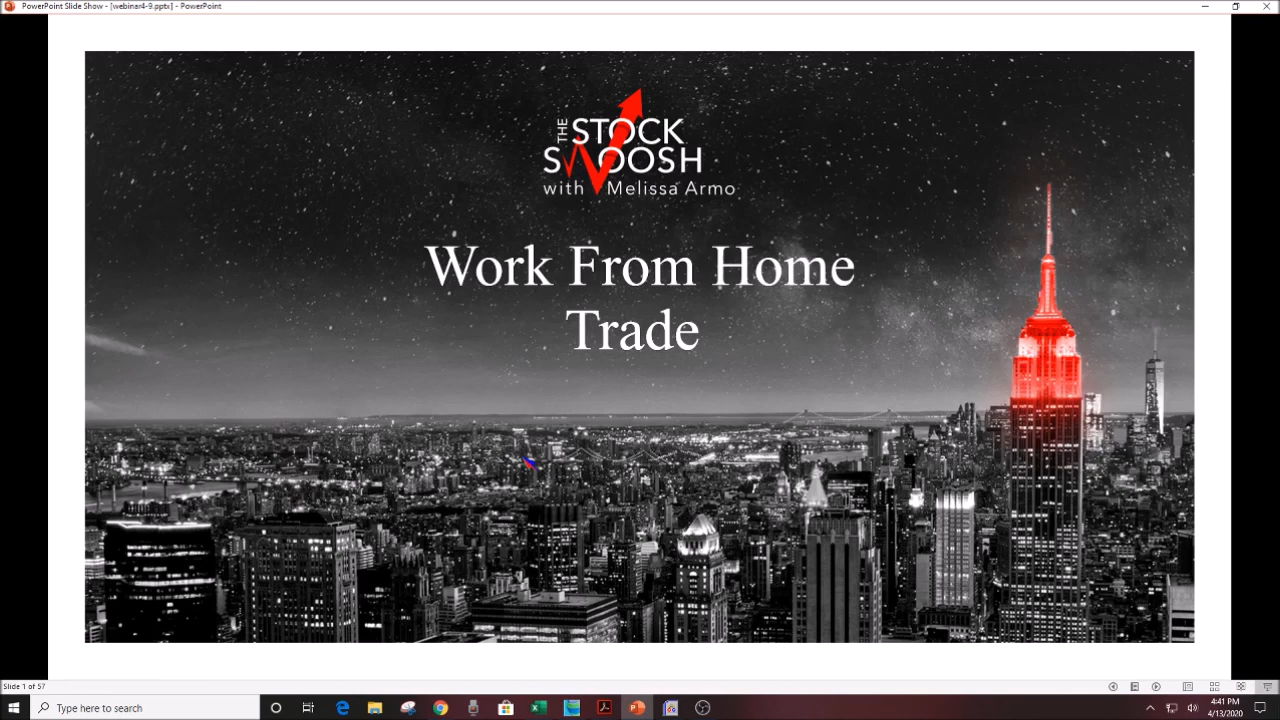 PowerPoint Slide Show - [webinar4-9.pptx] - PowerPoint
THE STOCK
SWOOSH
with Melissa Armo
Work From Home
Trade
Slide 1 of 57
Type here to search
4:41 PM
4/13/2020